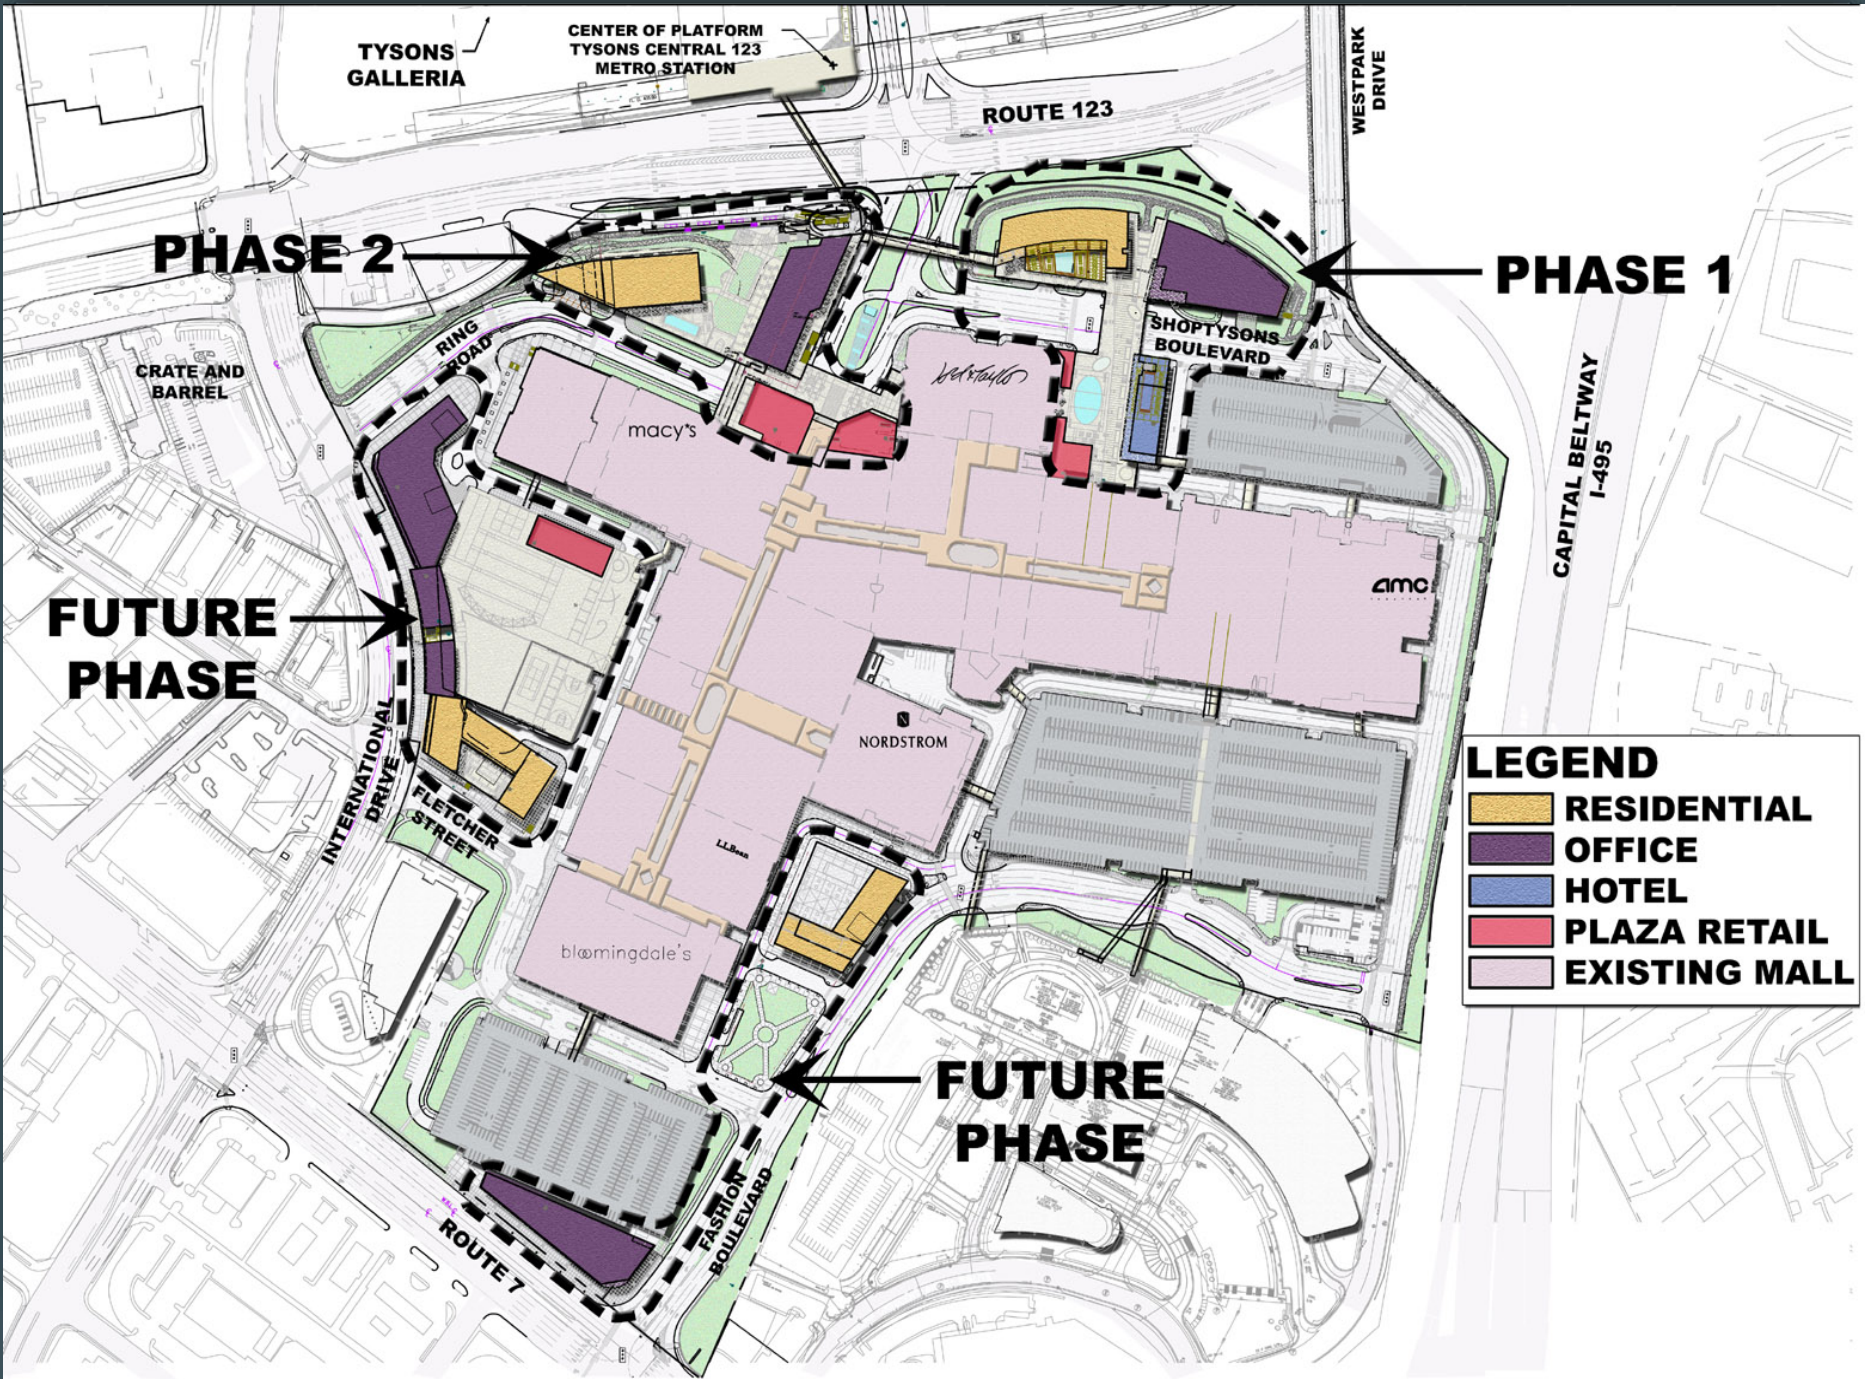 TYSONS
GALLERIA
CENTER OF PLATFORM
TYSONS CENTRAL 123
METRO STATION
ROUTE 123
WESTPARK
DRIVE
PHASE 2
PHASE 1
RING
ROAD
SHOPTYSONS
BOULEVARD
CRATE AND
BARREL
Lord & Taylor
macy's
CAPITAL BELTWAY
I-495
amc
FUTURE
PHASE
NORDSTROM
INTERNATIONAL
DRIVE
FLETCHER
STREET
L.L.Bean
bloomingdale's
LEGEND
RESIDENTIAL
OFFICE
HOTEL
PLAZA RETAIL
EXISTING MALL
FUTURE
PHASE
FASHION
BOULEVARD
ROUTE 7